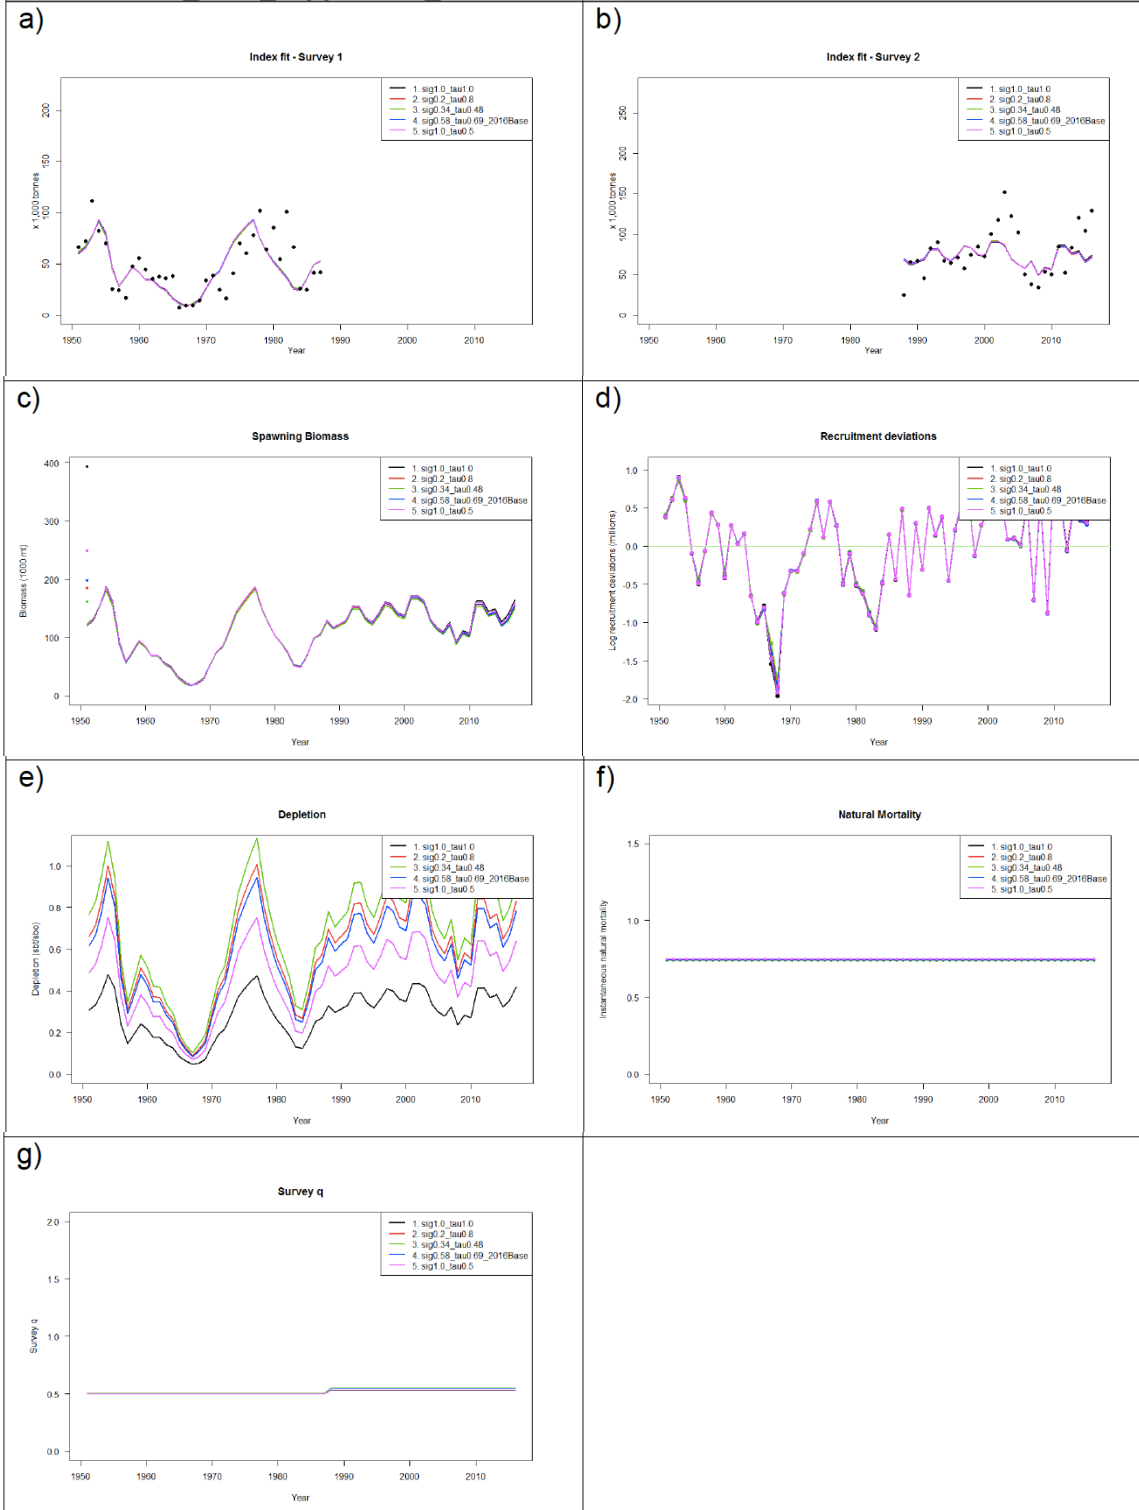 a)
Index fit - Survey 1
1. sig1.0_tau1.0
2. sig0.2_tau0.8
3. sig0.34_tau0.48
4. sig0.58_tau0.69_2016Base
5. sig1.0_tau0.5
x 1,000 tonnes
200
150
100
50
0
1950 1960 1970 1980 1990 2000 2010
Year
b)
Index fit - Survey 2
1. sig1.0_tau1.0
2. sig0.2_tau0.8
3. sig0.34_tau0.48
4. sig0.58_tau0.69_2016Base
5. sig1.0_tau0.5
x 1,000 tonnes
250
200
150
100
50
0
1950 1960 1970 1980 1990 2000 2010
Year
c)
Spawning Biomass
1. sig1.0_tau1.0
2. sig0.2_tau0.8
3. sig0.34_tau0.48
4. sig0.58_tau0.69_2016Base
5. sig1.0_tau0.5
Biomass (1000 mt)
400
300
200
100
0
1950 1960 1970 1980 1990 2000 2010
Year
d)
Recruitment deviations
1. sig1.0_tau1.0
2. sig0.2_tau0.8
3. sig0.34_tau0.48
4. sig0.58_tau0.69_2016Base
5. sig1.0_tau0.5
Log recruitment deviations (millions)
1.0
0.5
0.0
-0.5
-1.0
-1.5
-2.0
1950 1960 1970 1980 1990 2000 2010
Year
e)
Depletion
1. sig1.0_tau1.0
2. sig0.2_tau0.8
3. sig0.34_tau0.48
4. sig0.58_tau0.69_2016Base
5. sig1.0_tau0.5
Depletion (sbt/sbo)
1.0
0.8
0.6
0.4
0.2
0.0
1950 1960 1970 1980 1990 2000 2010
Year
f)
Natural Mortality
1. sig1.0_tau1.0
2. sig0.2_tau0.8
3. sig0.34_tau0.48
4. sig0.58_tau0.69_2016Base
5. sig1.0_tau0.5
Instantaneous natural mortality
1.5
1.0
0.5
0.0
1950 1960 1970 1980 1990 2000 2010
Year
g)
Survey q
1. sig1.0_tau1.0
2. sig0.2_tau0.8
3. sig0.34_tau0.48
4. sig0.58_tau0.69_2016Base
5. sig1.0_tau0.5
Survey q
2.0
1.5
1.0
0.5
0.0
1950 1960 1970 1980 1990 2000 2010
Year